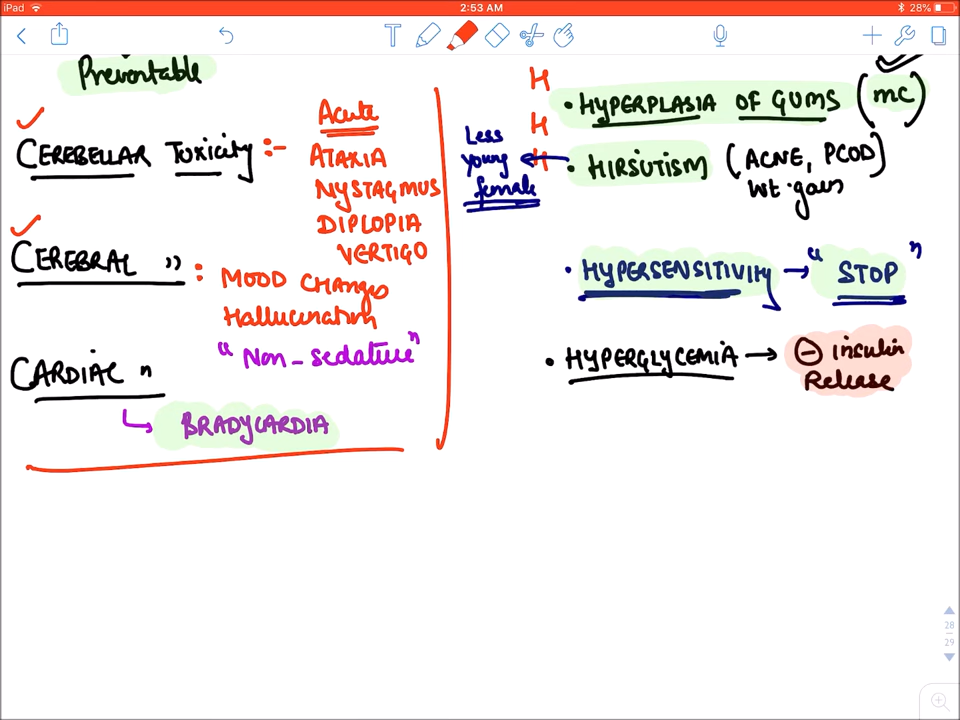 iPad
2:53 AM
28%
T
Preventable
CEREBELLAR TOXICITY :-
Acute
ATAXIA
NYSTAGMUS
DIPLOPIA
VERTIGO
CEREBRAL " :
MOOD CHANGES
Hallucination
"Non-sedative"
CARDIAC "
BRADYCARDIA
H
• HYPERPLASIA OF GUMS (MC)
H
Less
young
female
H
• HIRSUTISM (ACNE, PCOD)
Wt. gain
• HYPERSENSITIVITY → "STOP"
• HYPERGLYCEMIA → ⊖ insulin
Release
28
29